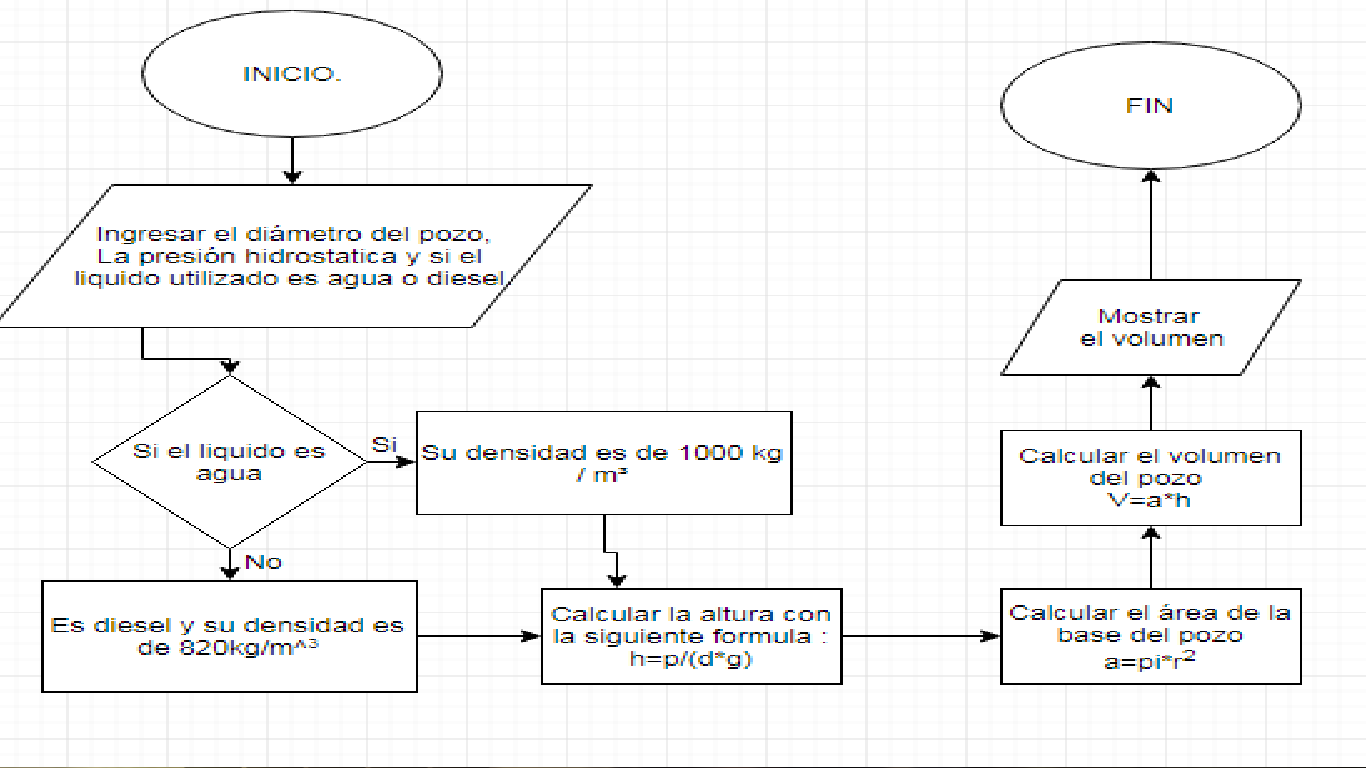 INICIO.
Ingresar el diámetro del pozo,
La presión hidrostatica y si el
liquido utilizado es agua o diesel
Si el liquido es
agua
Si
Su densidad es de 1000 kg
/ m³
No
Es diesel y su densidad es
de 820kg/m^³
Calcular la altura con
la siguiente formula :
h=p/(d*g)
Calcular el área de la
base del pozo
a=pi*r²
Calcular el volumen
del pozo
V=a*h
Mostrar
el volumen
FIN